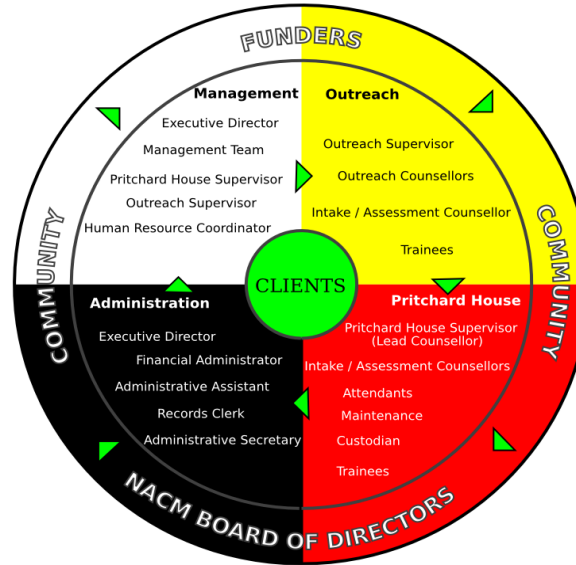 FUNDERS
Management
Executive Director
Management Team
Pritchard House Supervisor
Outreach Supervisor
Human Resource Coordinator
Outreach
Outreach Supervisor
Outreach Counsellors
Intake / Assessment Counsellor
Trainees
COMMUNITY
CLIENTS
COMMUNITY
Administration
Executive Director
Financial Administrator
Administrative Assistant
Records Clerk
Administrative Secretary
Pritchard House
Pritchard House Supervisor
(Lead Counsellor)
Intake / Assessment Counsellors
Attendants
Maintenance
Custodian
Trainees
NACM BOARD OF DIRECTORS